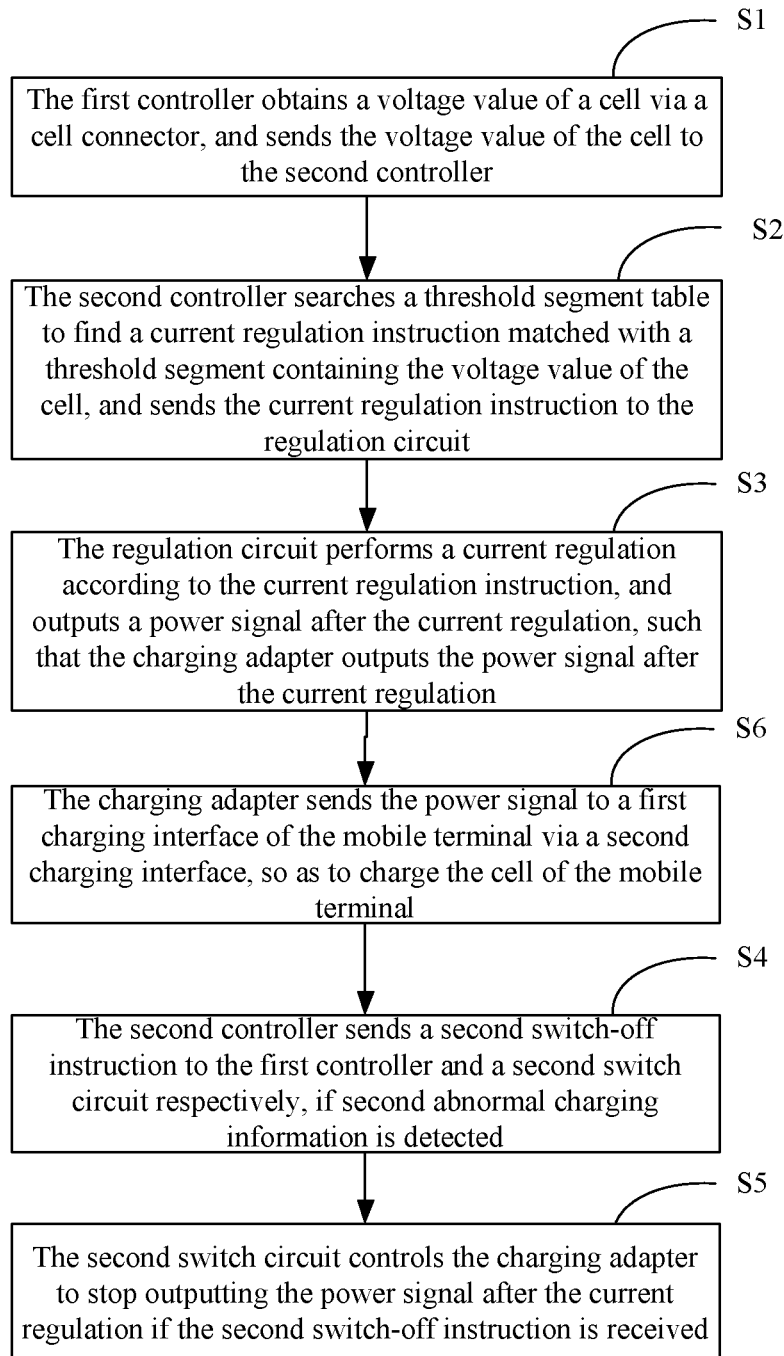 S1
The first controller obtains a voltage value of a cell via a
cell connector, and sends the voltage value of the cell to
the second controller
S2
The second controller searches a threshold segment table
to find a current regulation instruction matched with a
threshold segment containing the voltage value of the
cell, and sends the current regulation instruction to the
regulation circuit
S3
The regulation circuit performs a current regulation
according to the current regulation instruction, and
outputs a power signal after the current regulation, such
that the charging adapter outputs the power signal after
the current regulation
S6
The charging adapter sends the power signal to a first
charging interface of the mobile terminal via a second
charging interface, so as to charge the cell of the mobile
terminal
S4
The second controller sends a second switch-off
instruction to the first controller and a second switch
circuit respectively, if second abnormal charging
information is detected
S5
The second switch circuit controls the charging adapter
to stop outputting the power signal after the current
regulation if the second switch-off instruction is received